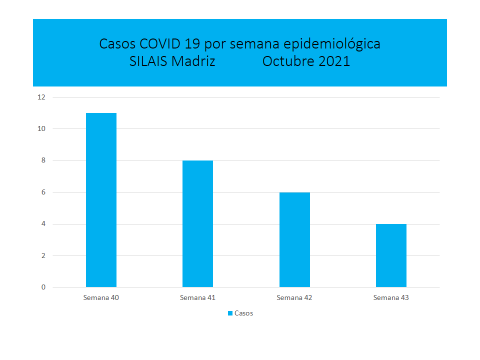 Casos COVID 19 por semana epidemiológica
SILAIS Madriz Octubre 2021
12
10
8
6
4
2
0
Semana 40 Semana 41 Semana 42 Semana 43
Casos